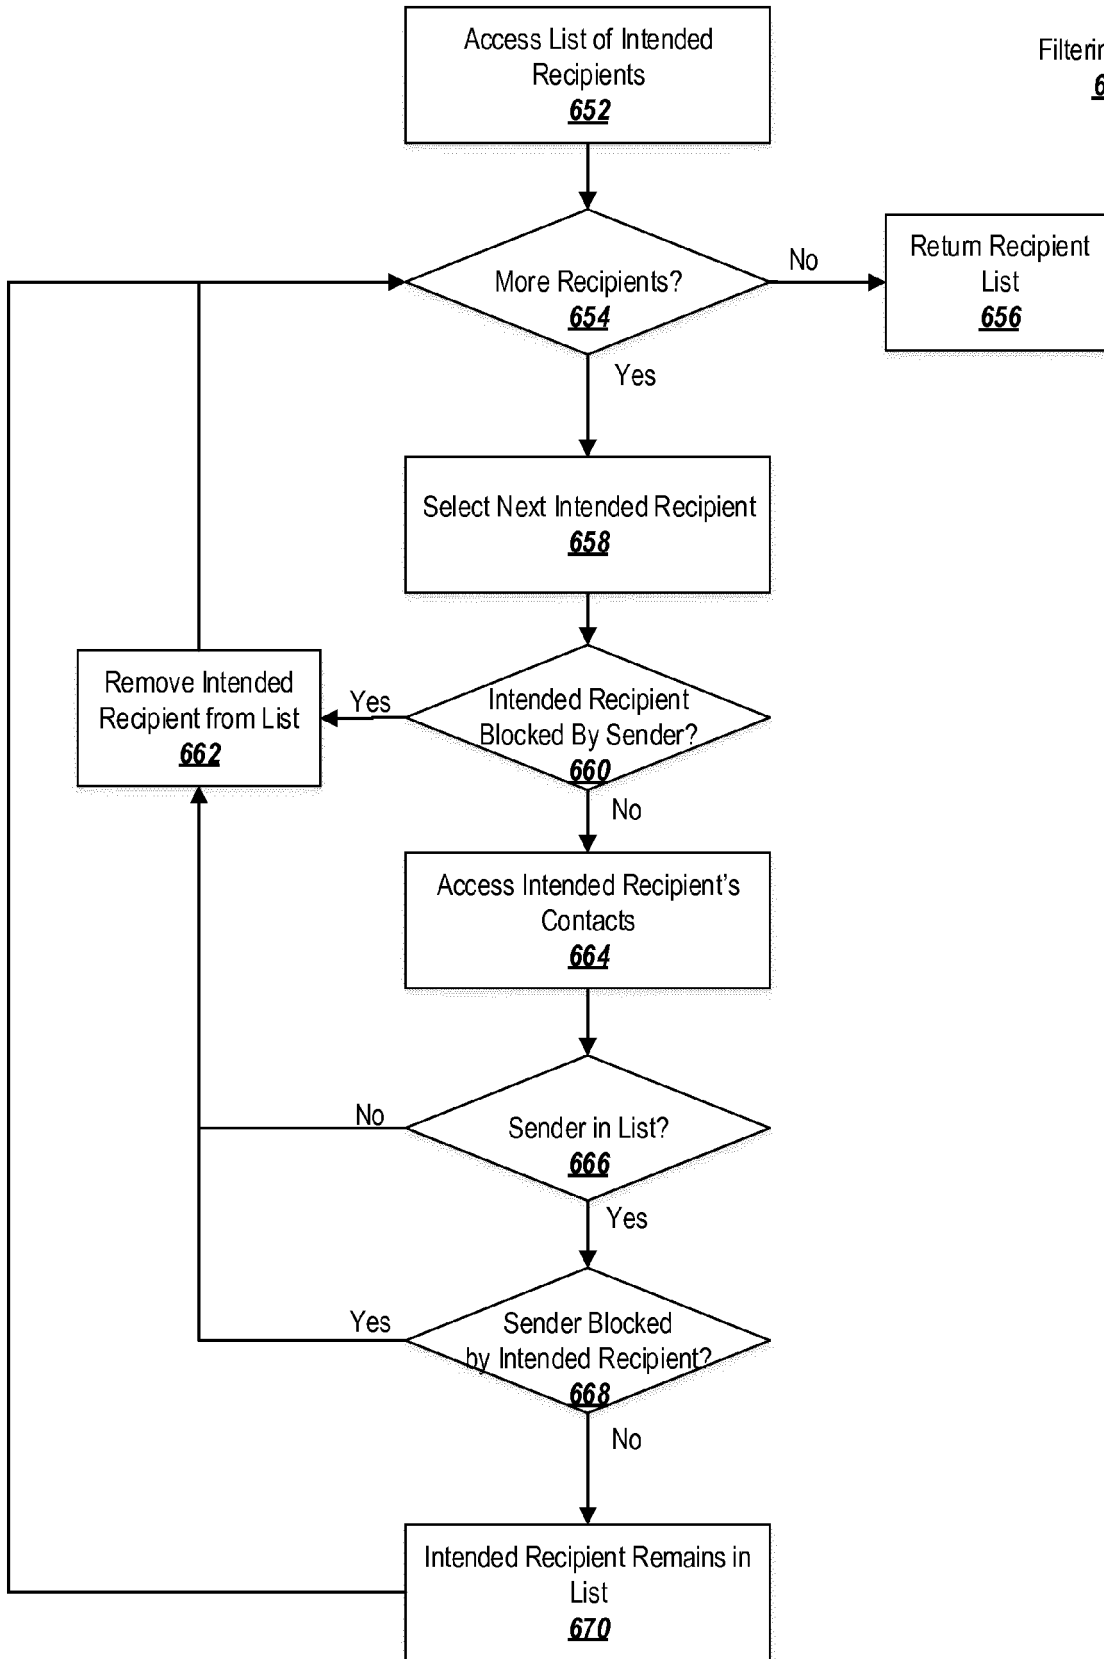 Access List of Intended
Recipients
652
More Recipients?
654
No
Return Recipient
List
656
Yes
Select Next Intended Recipient
658
Intended Recipient
Blocked By Sender?
660
Yes
Remove Intended
Recipient from List
662
No
Access Intended Recipient's
Contacts
664
Sender in List?
666
No
Yes
Sender Blocked
by Intended Recipient?
668
Yes
No
Intended Recipient Remains in
List
670